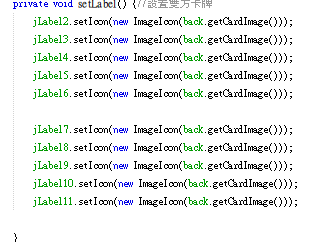 private void setLabel() {//設置雙方卡牌
jLabel2.setIcon(new ImageIcon(back.getCardImage()));
jLabel3.setIcon(new ImageIcon(back.getCardImage()));
jLabel4.setIcon(new ImageIcon(back.getCardImage()));
jLabel5.setIcon(new ImageIcon(back.getCardImage()));
jLabel6.setIcon(new ImageIcon(back.getCardImage()));
jLabel7.setIcon(new ImageIcon(back.getCardImage()));
jLabel8.setIcon(new ImageIcon(back.getCardImage()));
jLabel9.setIcon(new ImageIcon(back.getCardImage()));
jLabel10.setIcon(new ImageIcon(back.getCardImage()));
jLabel11.setIcon(new ImageIcon(back.getCardImage()));
}